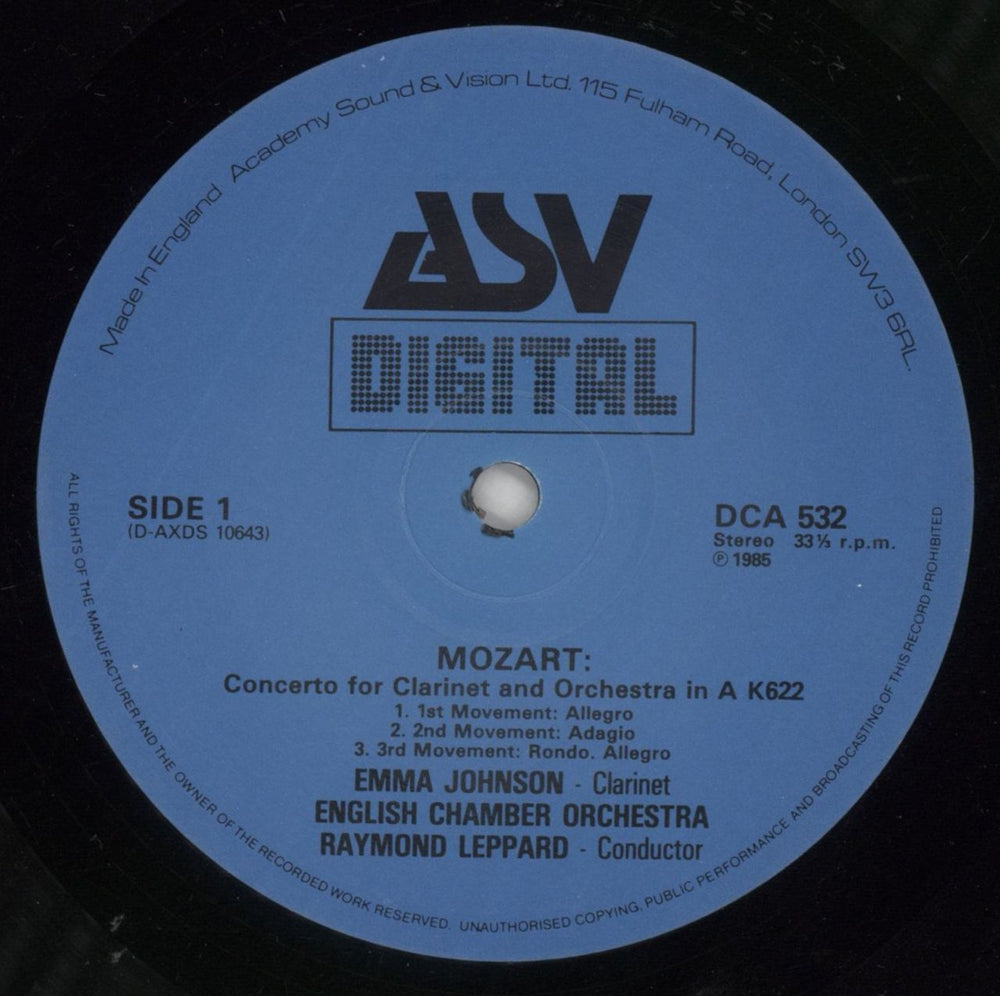 Made In England Academy Sound & Vision Ltd. 115 Fulham Road, London SW3 6RL.
ASV
DIGITAL
SIDE 1
(D-AXDS 10643)
DCA 532
Stereo 33⅓ r.p.m.
℗ 1985
MOZART:
Concerto for Clarinet and Orchestra in A K622
1. 1st Movement: Allegro
2. 2nd Movement: Adagio
3. 3rd Movement: Rondo. Allegro
EMMA JOHNSON - Clarinet
ENGLISH CHAMBER ORCHESTRA
RAYMOND LEPPARD - Conductor
ALL RIGHTS OF THE MANUFACTURER AND THE OWNER OF THE RECORDED WORK RESERVED. UNAUTHORISED COPYING, PUBLIC PERFORMANCE AND BROADCASTING OF THIS RECORD PROHIBITED